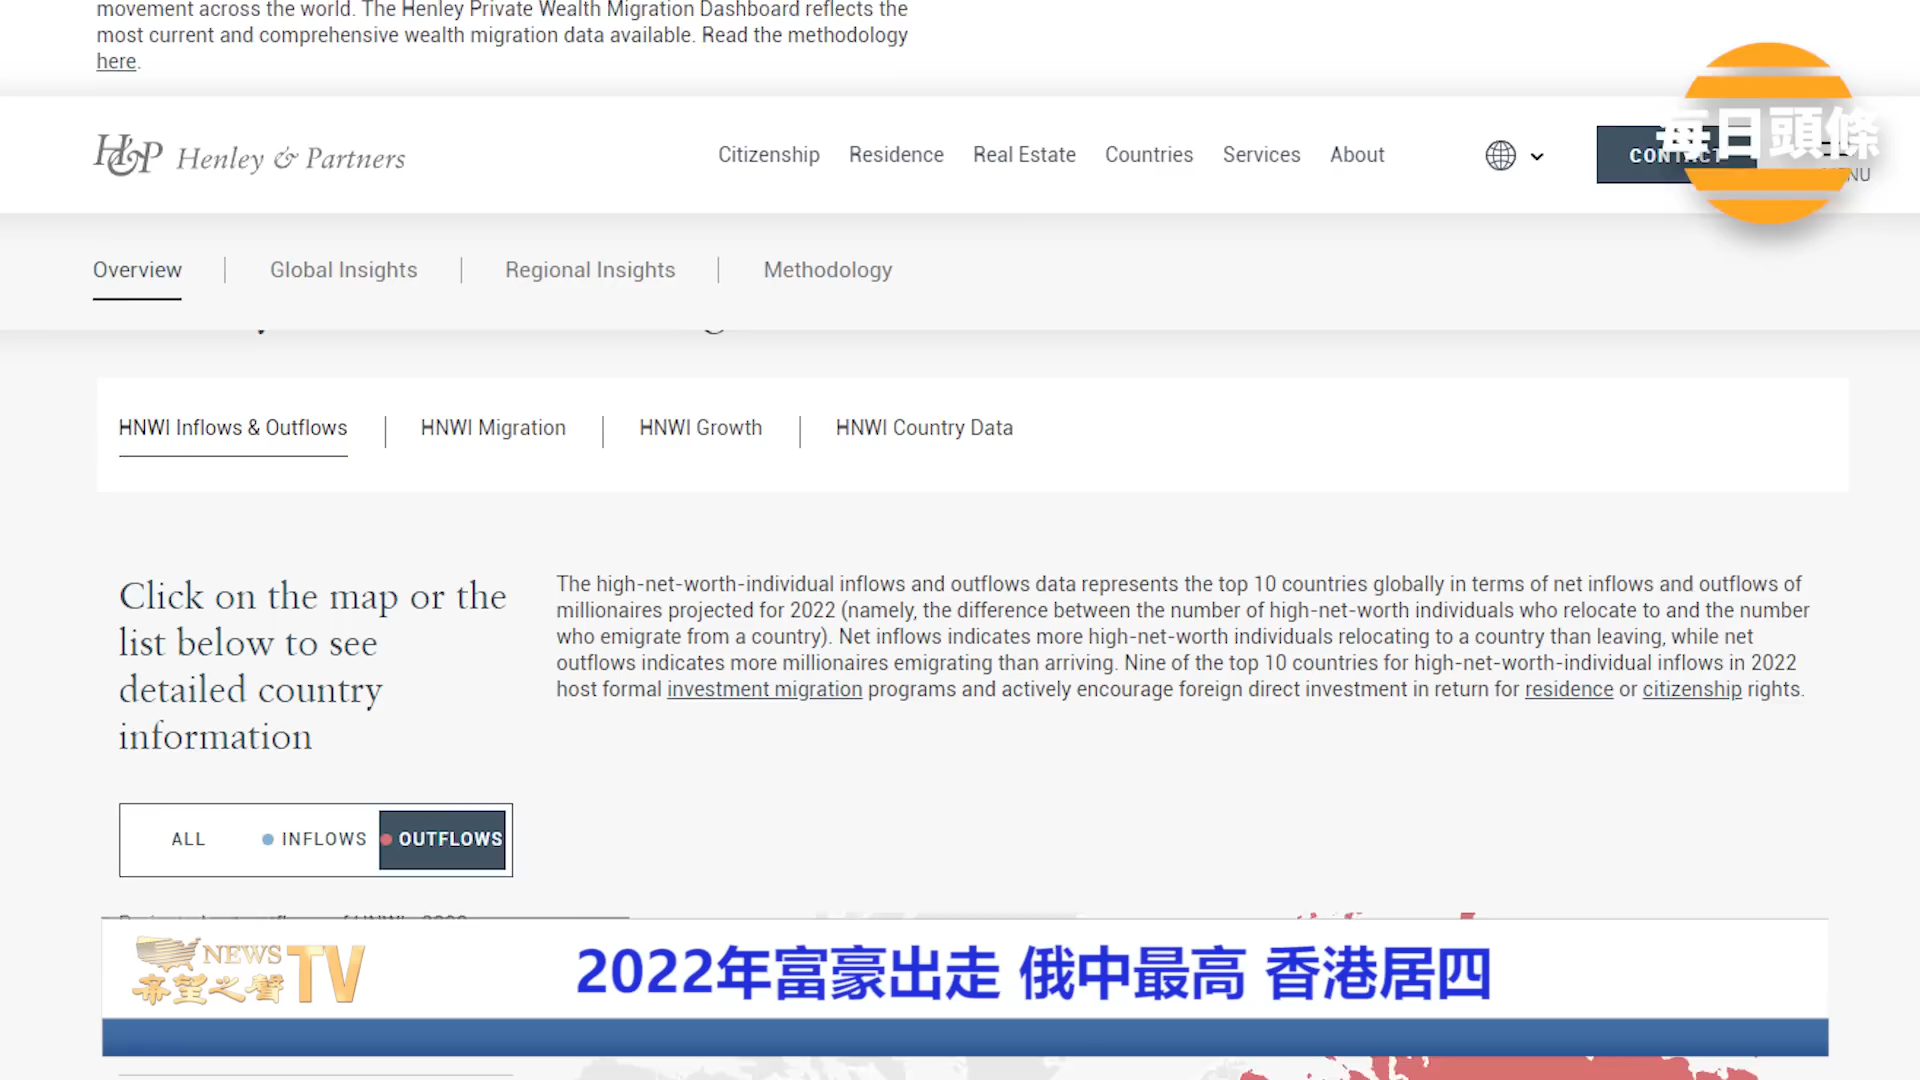 movement across the world. The Henley Private Wealth Migration Dashboard reflects the
most current and comprehensive wealth migration data available. Read the methodology
here.
H&P Henley & Partners
Citizenship Residence Real Estate Countries Services About
CONTACT
每日頭條
Overview Global Insights Regional Insights Methodology
HNWI Inflows & Outflows HNWI Migration HNWI Growth HNWI Country Data
Click on the map or the
list below to see
detailed country
information
The high-net-worth-individual inflows and outflows data represents the top 10 countries globally in terms of net inflows and outflows of
millionaires projected for 2022 (namely, the difference between the number of high-net-worth individuals who relocate to and the number
who emigrate from a country). Net inflows indicates more high-net-worth individuals relocating to a country than leaving, while net
outflows indicates more millionaires emigrating than arriving. Nine of the top 10 countries for high-net-worth-individual inflows in 2022
host formal investment migration programs and actively encourage foreign direct investment in return for residence or citizenship rights.
ALL INFLOWS OUTFLOWS
NEWS TV
希望之聲
2022年富豪出走 俄中最高 香港居四